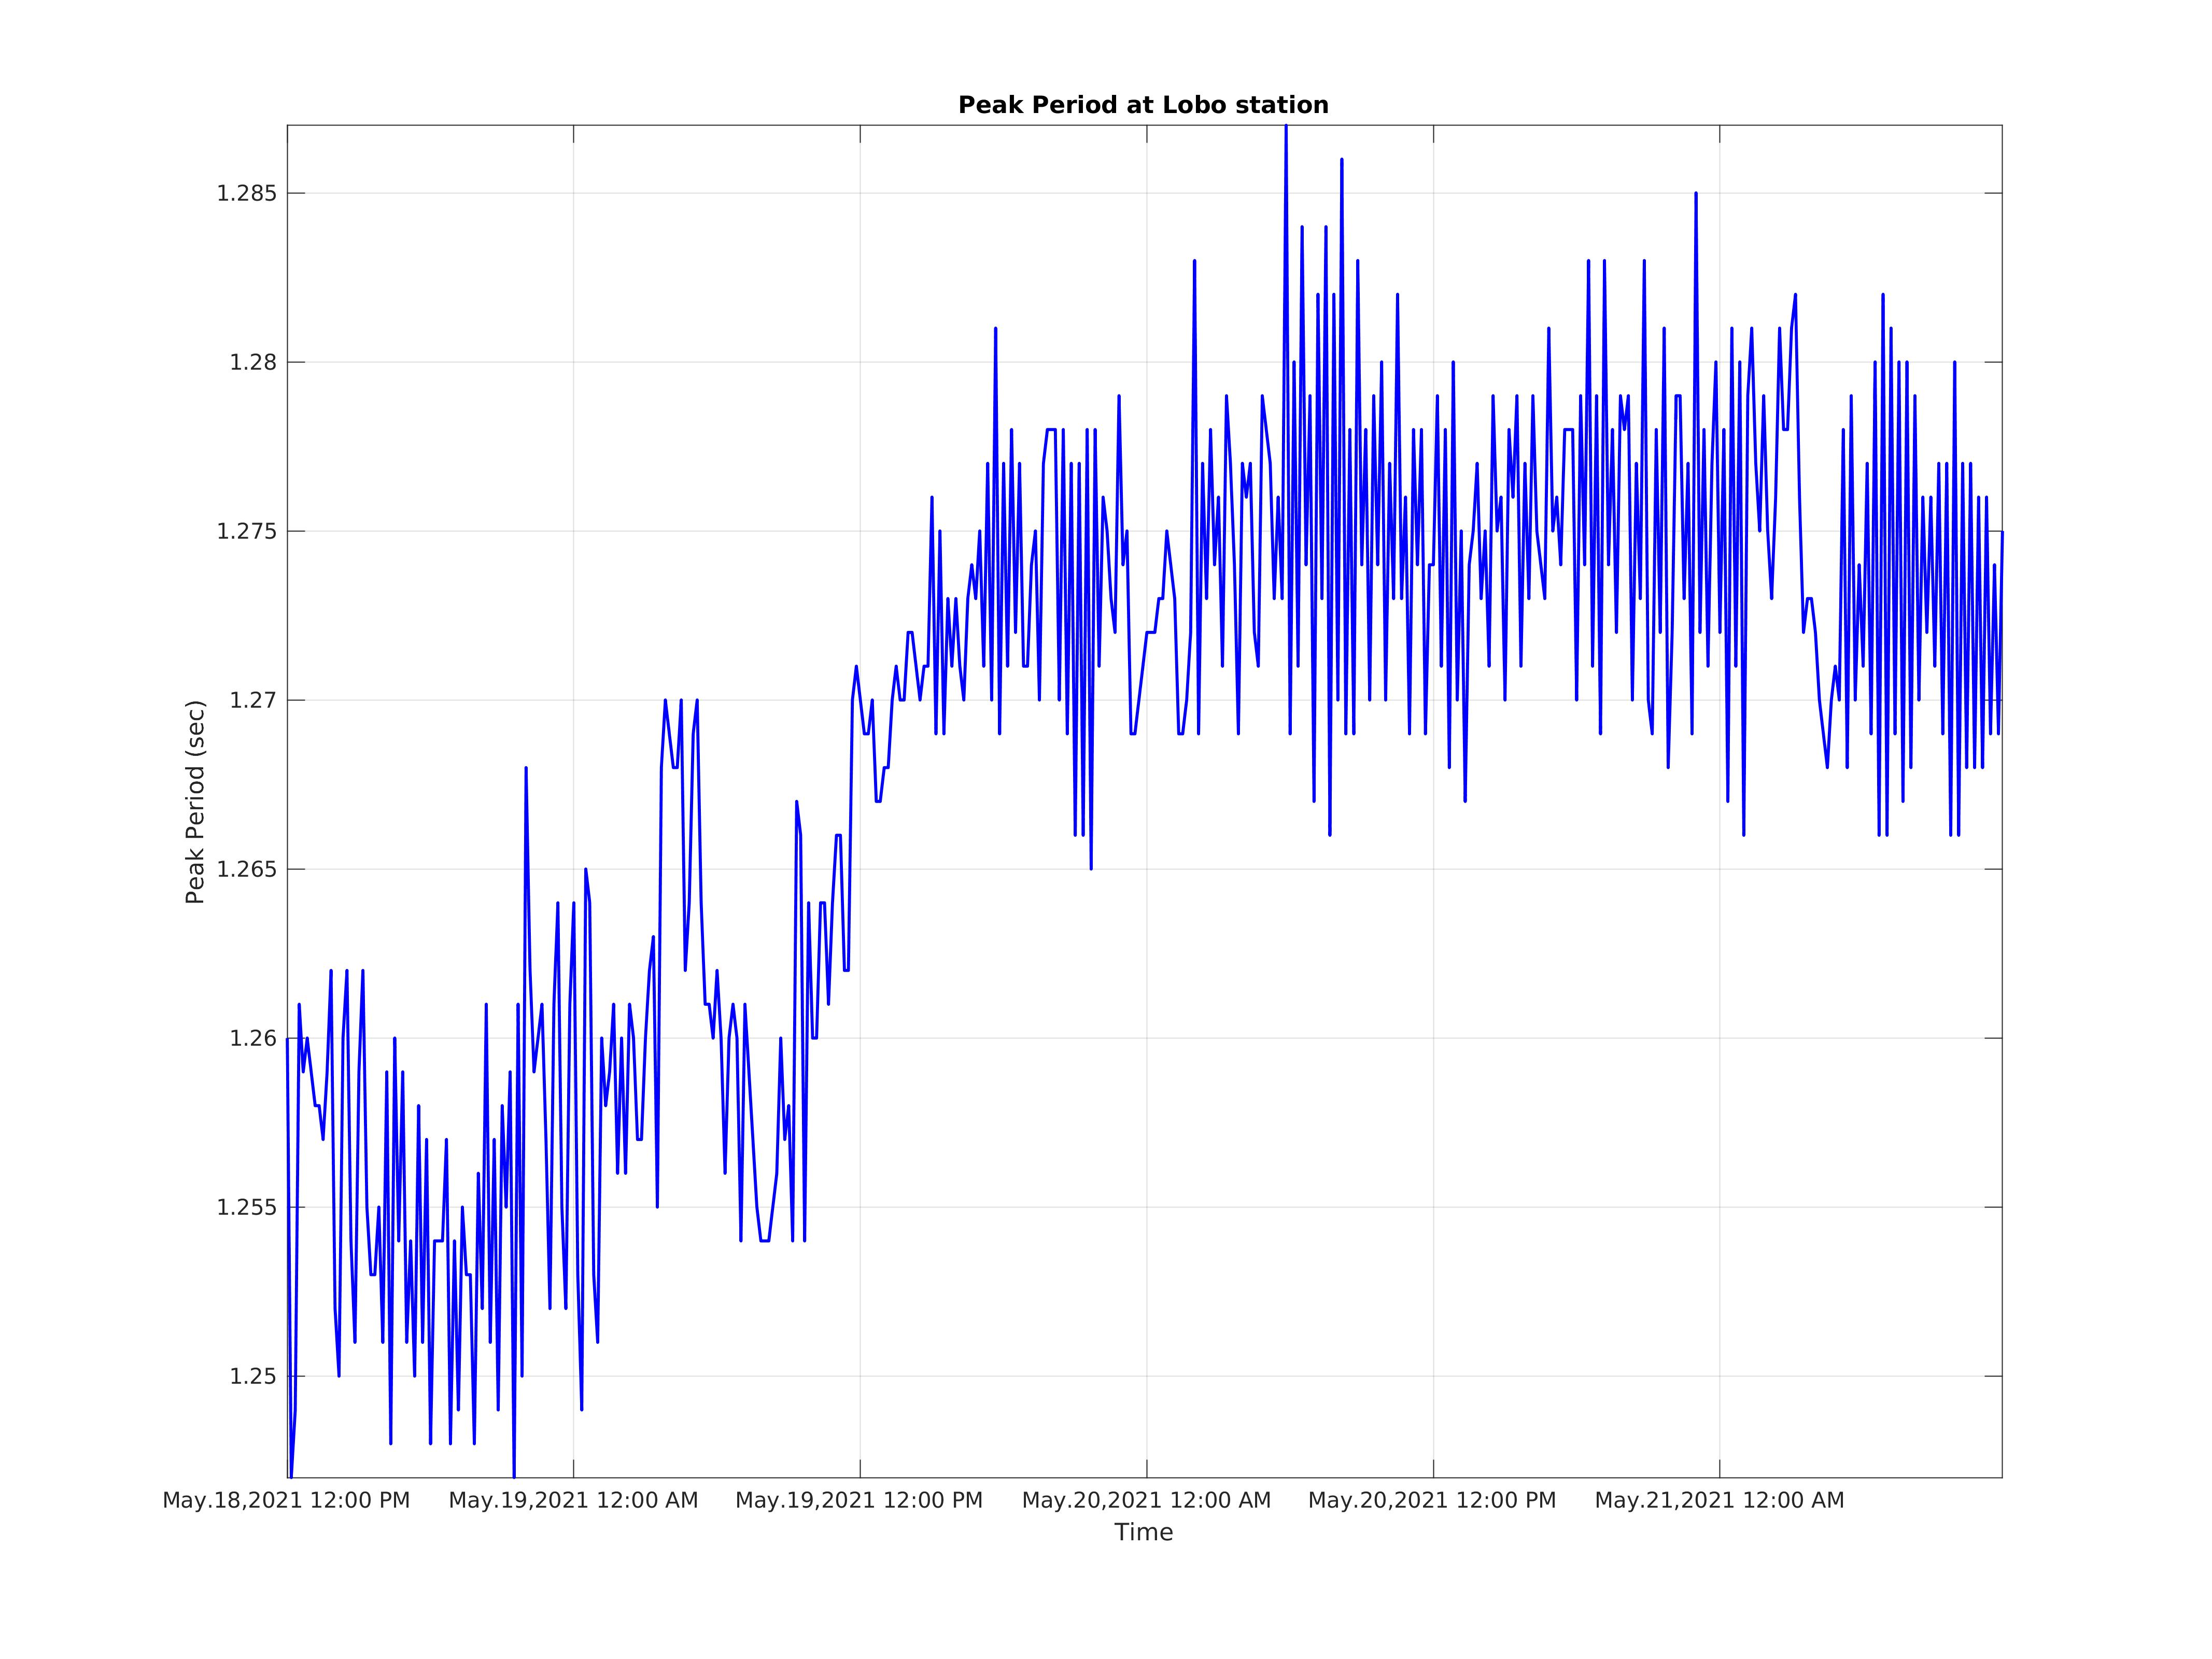 Peak Period at Lobo station
1.285
1.28
1.275
1.27
1.265
1.26
1.255
1.25
Peak Period (sec)
May.18,2021 12:00 PM May.19,2021 12:00 AM May.19,2021 12:00 PM May.20,2021 12:00 AM May.20,2021 12:00 PM May.21,2021 12:00 AM
Time